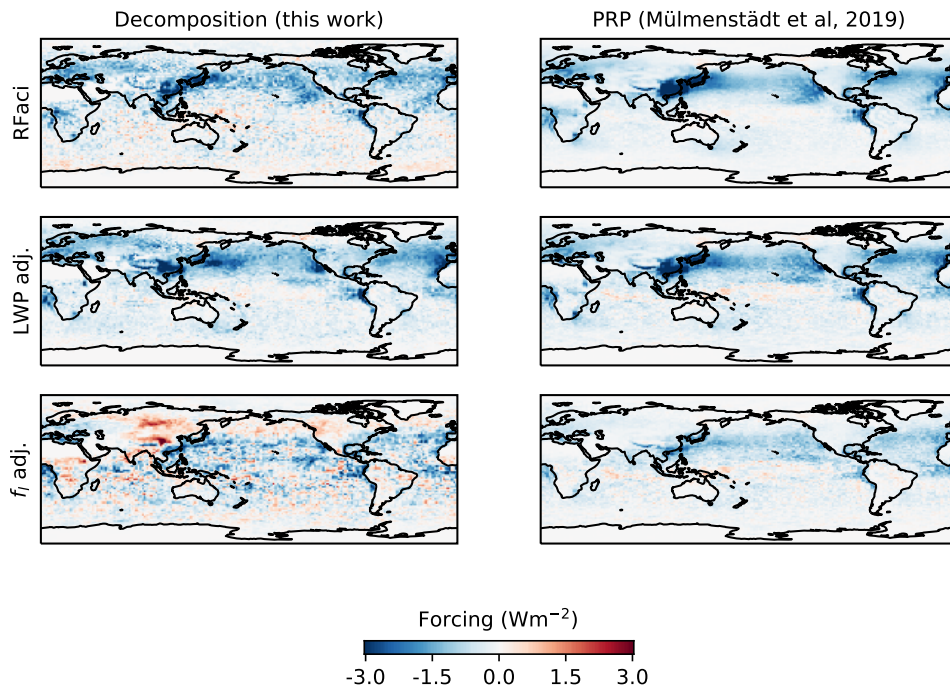 Decomposition (this work)
PRP (Mülmenstädt et al, 2019)
RFaci
LWP adj.
fₗ adj.
Forcing (Wm⁻²)
-3.0 -1.5 0.0 1.5 3.0